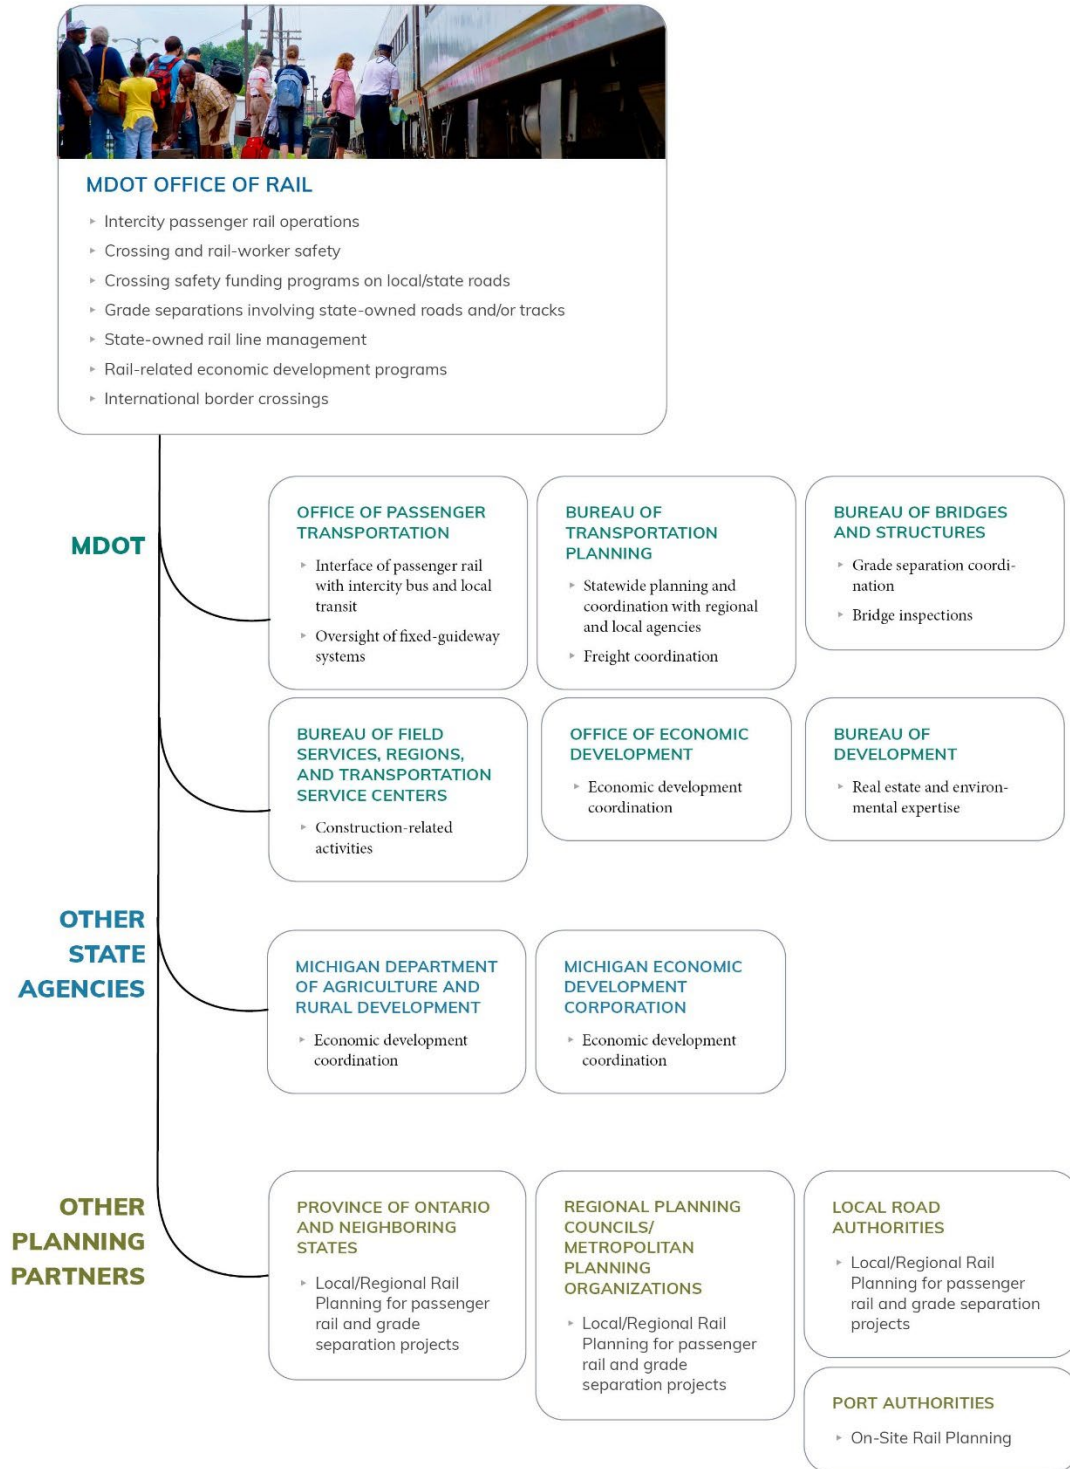 MDOT OFFICE OF RAIL
▸ Intercity passenger rail operations
▸ Crossing and rail-worker safety
▸ Crossing safety funding programs on local/state roads
▸ Grade separations involving state-owned roads and/or tracks
▸ State-owned rail line management
▸ Rail-related economic development programs
▸ International border crossings
MDOT
OFFICE OF PASSENGER
TRANSPORTATION
▸ Interface of passenger rail
with intercity bus and local
transit
▸ Oversight of fixed-guideway
systems
BUREAU OF
TRANSPORTATION
PLANNING
▸ Statewide planning and
coordination with regional
and local agencies
▸ Freight coordination
BUREAU OF BRIDGES
AND STRUCTURES
▸ Grade separation coordi-
nation
▸ Bridge inspections
BUREAU OF FIELD
SERVICES, REGIONS,
AND TRANSPORTATION
SERVICE CENTERS
▸ Construction-related
activities
OFFICE OF ECONOMIC
DEVELOPMENT
▸ Economic development
coordination
BUREAU OF
DEVELOPMENT
▸ Real estate and environ-
mental expertise
OTHER
STATE
AGENCIES
MICHIGAN DEPARTMENT
OF AGRICULTURE AND
RURAL DEVELOPMENT
▸ Economic development
coordination
MICHIGAN ECONOMIC
DEVELOPMENT
CORPORATION
▸ Economic development
coordination
OTHER
PLANNING
PARTNERS
PROVINCE OF ONTARIO
AND NEIGHBORING
STATES
▸ Local/Regional Rail
Planning for passenger
rail and grade
separation projects
REGIONAL PLANNING
COUNCILS/
METROPOLITAN
PLANNING
ORGANIZATIONS
▸ Local/Regional Rail
Planning for passenger
rail and grade
separation projects
LOCAL ROAD
AUTHORITIES
▸ Local/Regional Rail
Planning for passenger
rail and grade separation
projects
PORT AUTHORITIES
▸ On-Site Rail Planning